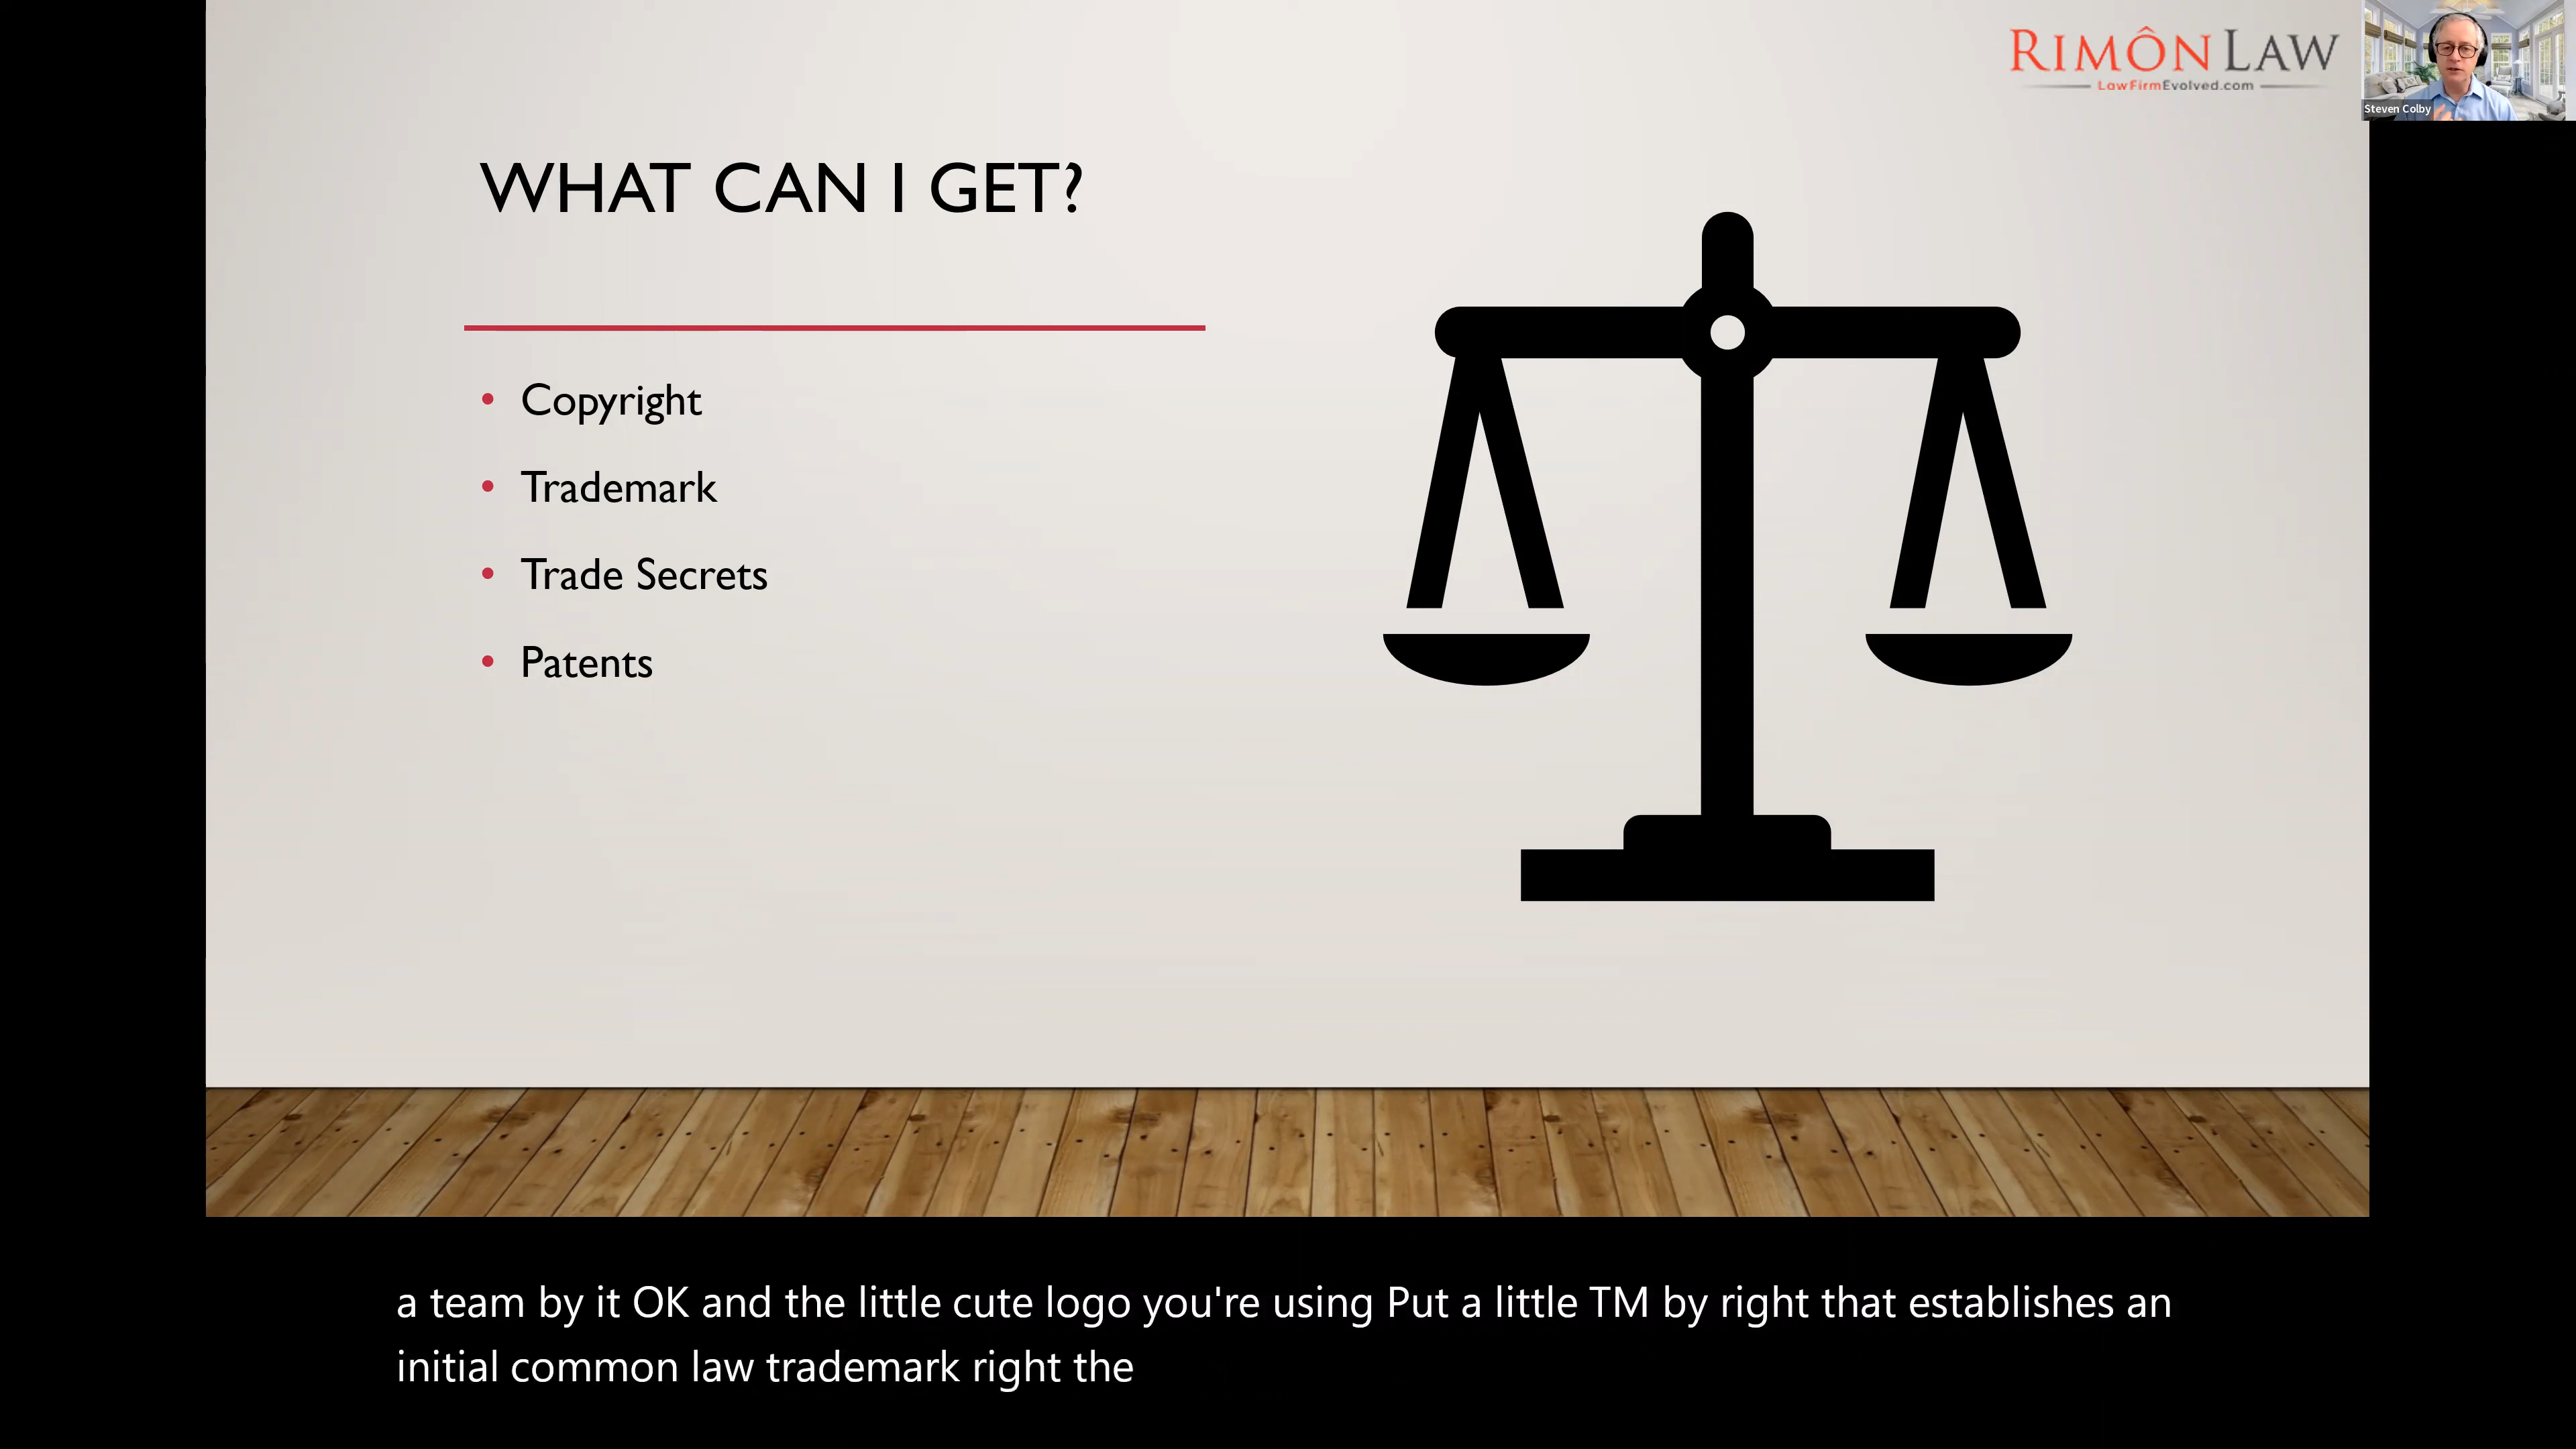 RIMÔN LAW
LawFirmEvolved.com
Steven Colby
WHAT CAN I GET?
• Copyright
• Trademark
• Trade Secrets
• Patents
a team by it OK and the little cute logo you're using Put a little TM by right that establishes an
initial common law trademark right the